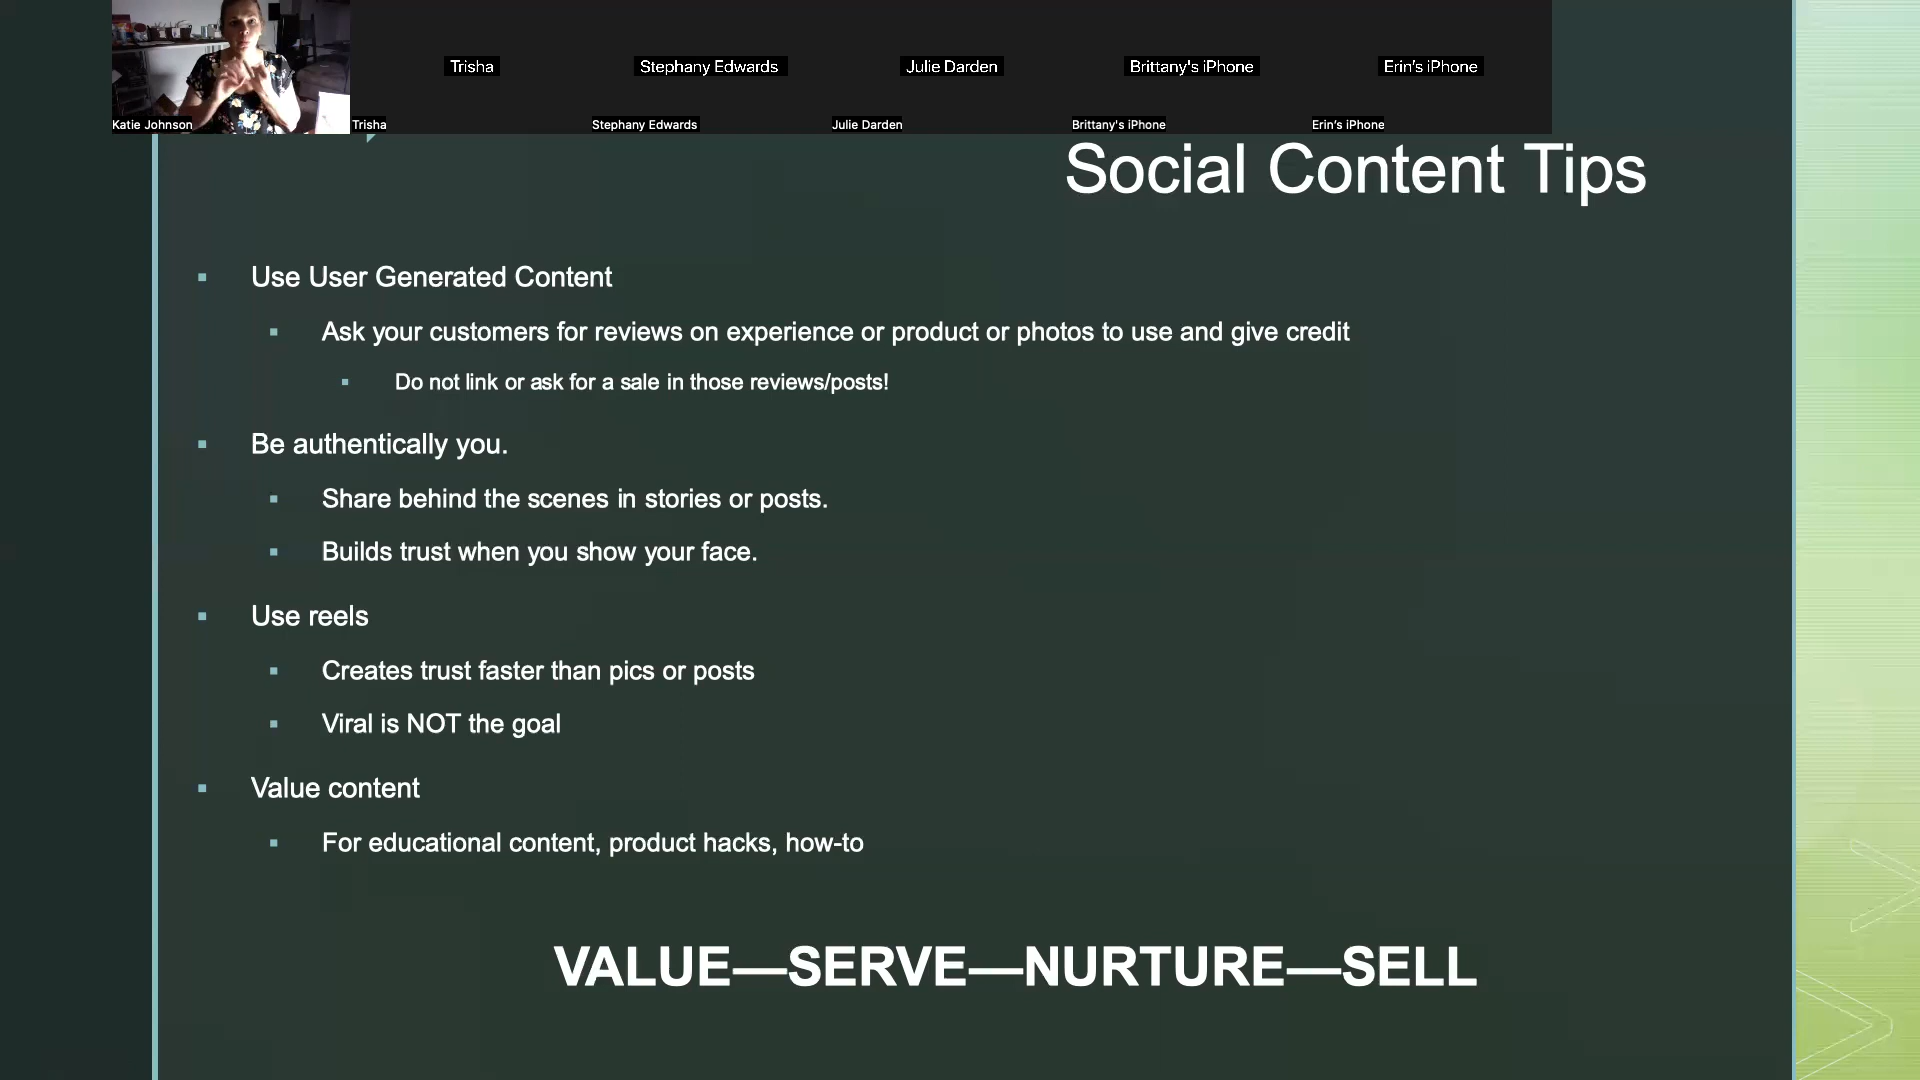 Trisha
Stephany Edwards
Julie Darden
Brittany's iPhone
Erin's iPhone
Katie Johnson
Trisha
Stephany Edwards
Julie Darden
Brittany's iPhone
Erin's iPhone
Social Content Tips
Use User Generated Content
Ask your customers for reviews on experience or product or photos to use and give credit
Do not link or ask for a sale in those reviews/posts!
Be authentically you.
Share behind the scenes in stories or posts.
Builds trust when you show your face.
Use reels
Creates trust faster than pics or posts
Viral is NOT the goal
Value content
For educational content, product hacks, how-to
VALUE—SERVE—NURTURE—SELL